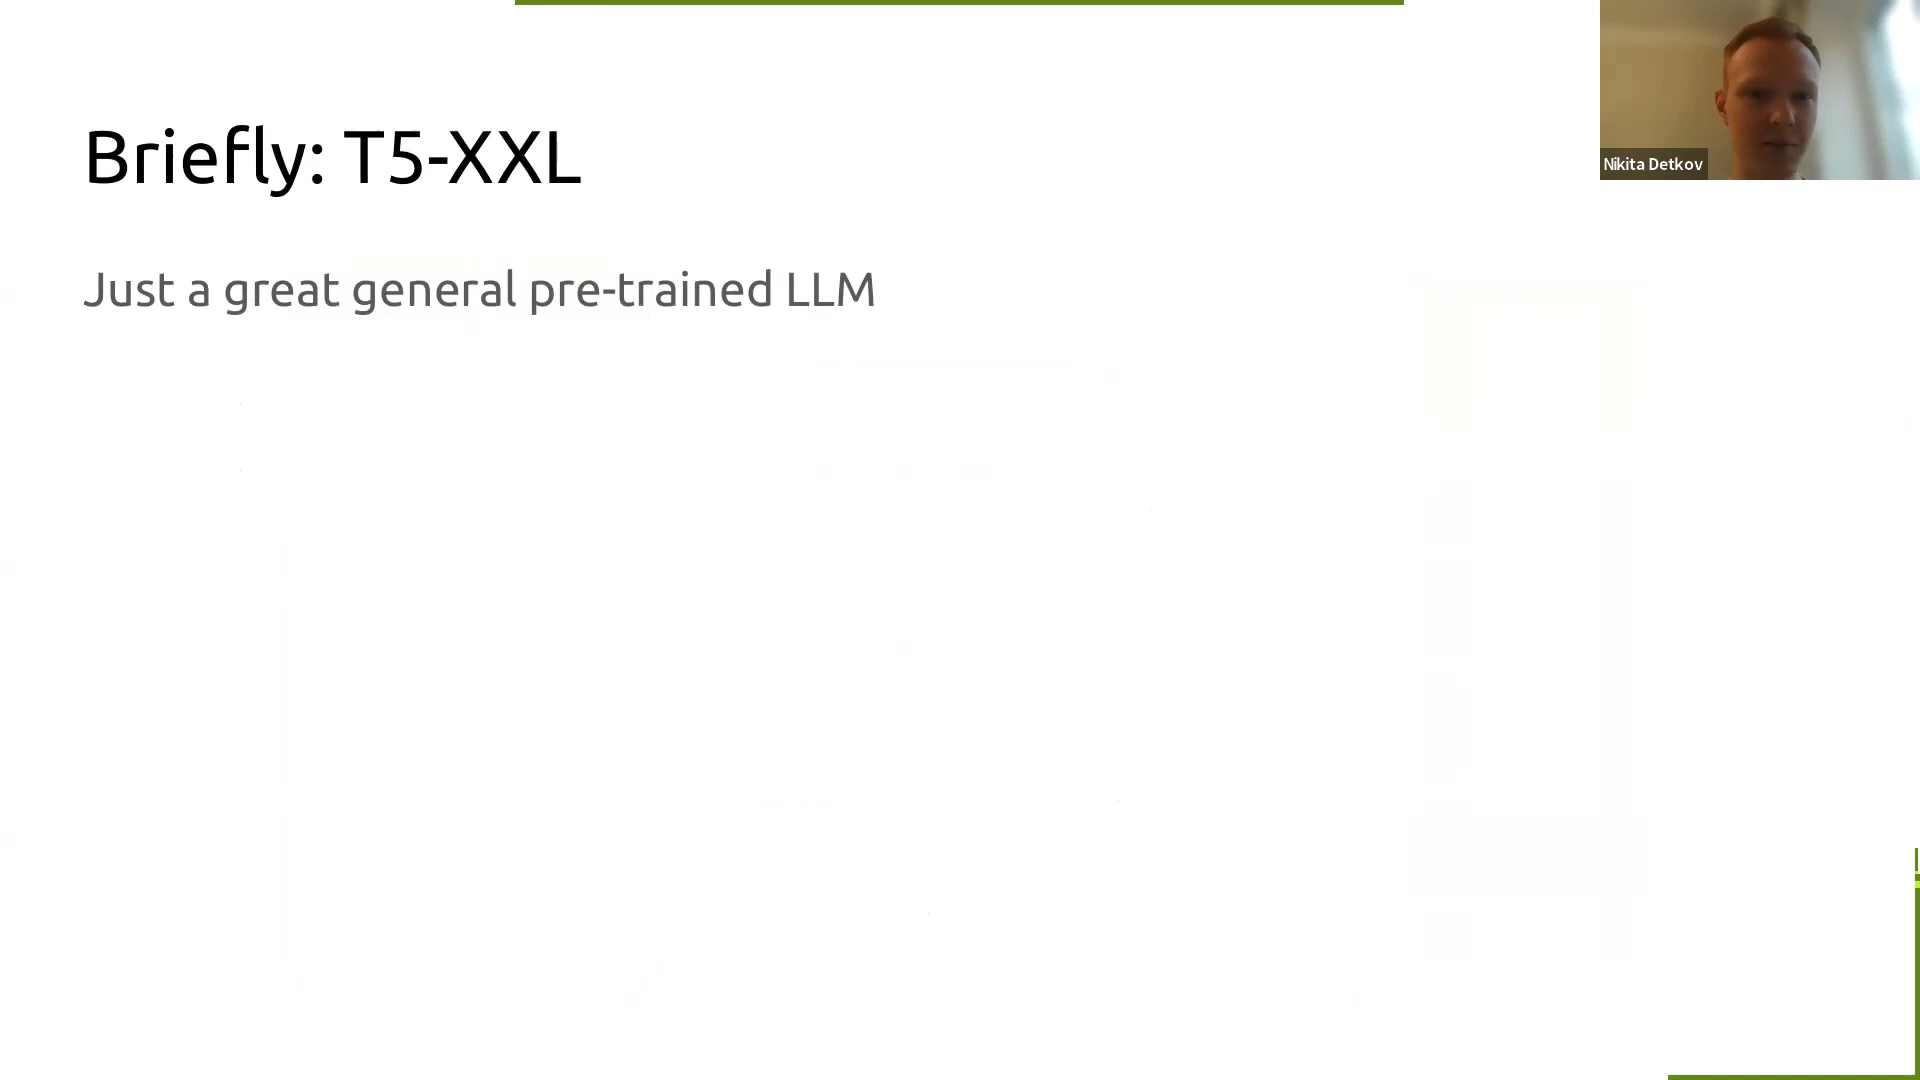 Briefly: T5-XXL
Just a great general pre-trained LLM
Nikita Detkov